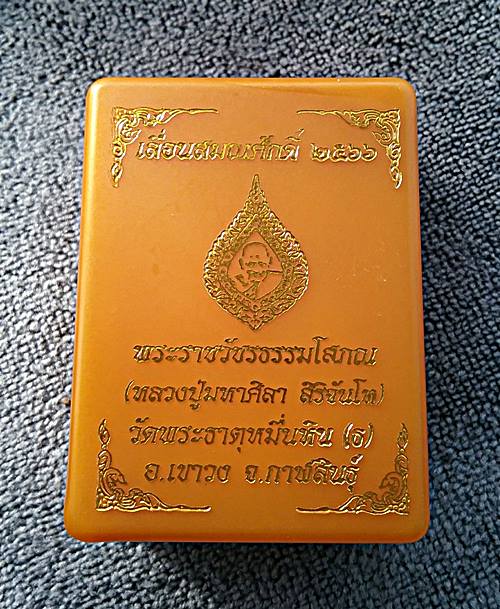 เลื่อนสมณศักดิ์ ๒๕๖๖
พระราชวัชรธรรมโสภณ
(หลวงปู่มหาศิลา สิริจันโท)
วัดพระธาตุหมื่นหิน (ธ)
อ.เขาวง จ.กาฬสินธุ์